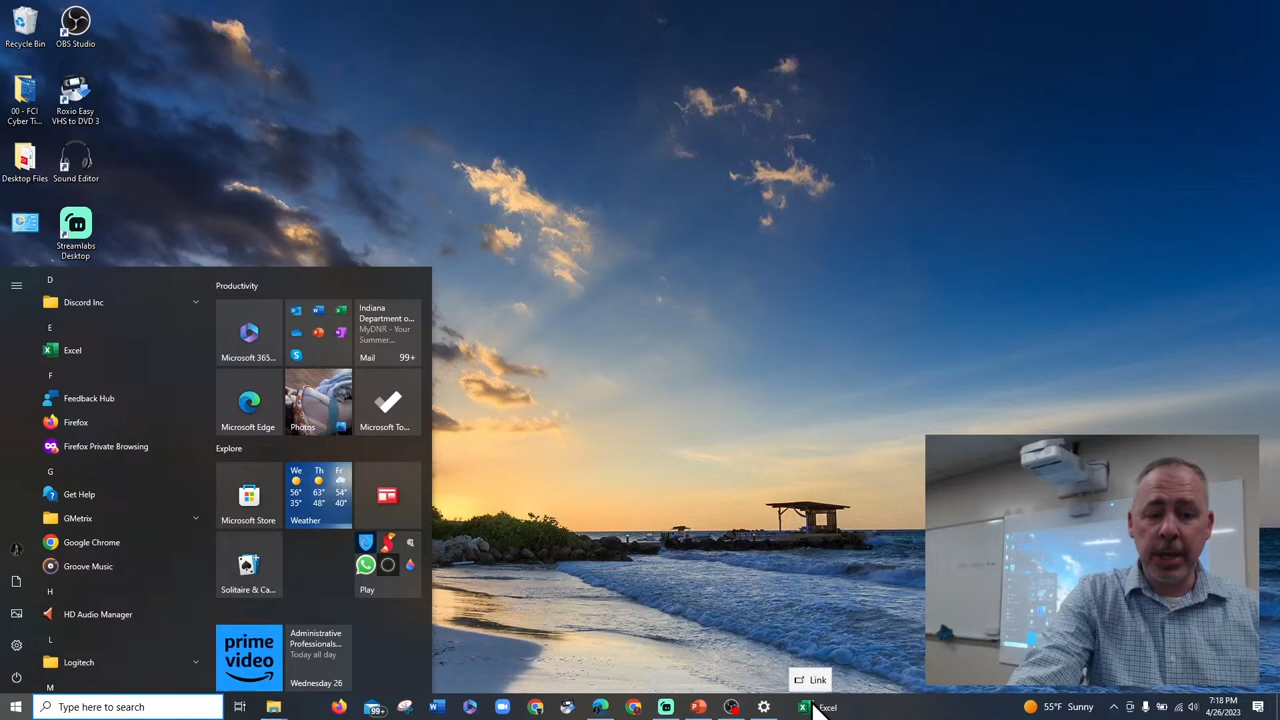 Recycle Bin
OBS Studio
00 - FCI
Cyber Ti...
Roxio Easy
VHS to DVD 3
Desktop Files
Sound Editor
Streamlabs
Desktop
D
Discord Inc
E
Excel
F
Feedback Hub
Firefox
Firefox Private Browsing
G
Get Help
GMetrix
Google Chrome
Groove Music
H
HD Audio Manager
L
Logitech
M
Productivity
Microsoft 365...
Indiana
Department o...
MyDNR - Your
Summer...
Mail 99+
Microsoft Edge
Photos
Microsoft To...
Explore
Microsoft Store
We Th Fr
56° 63° 54°
35° 48° 40°
Weather
Solitaire & Ca...
Play
prime
video
Administrative
Professionals...
Today all day
Wednesday 26
Link
Type here to search
99+
Excel
55°F Sunny
7:18 PM
4/26/2023